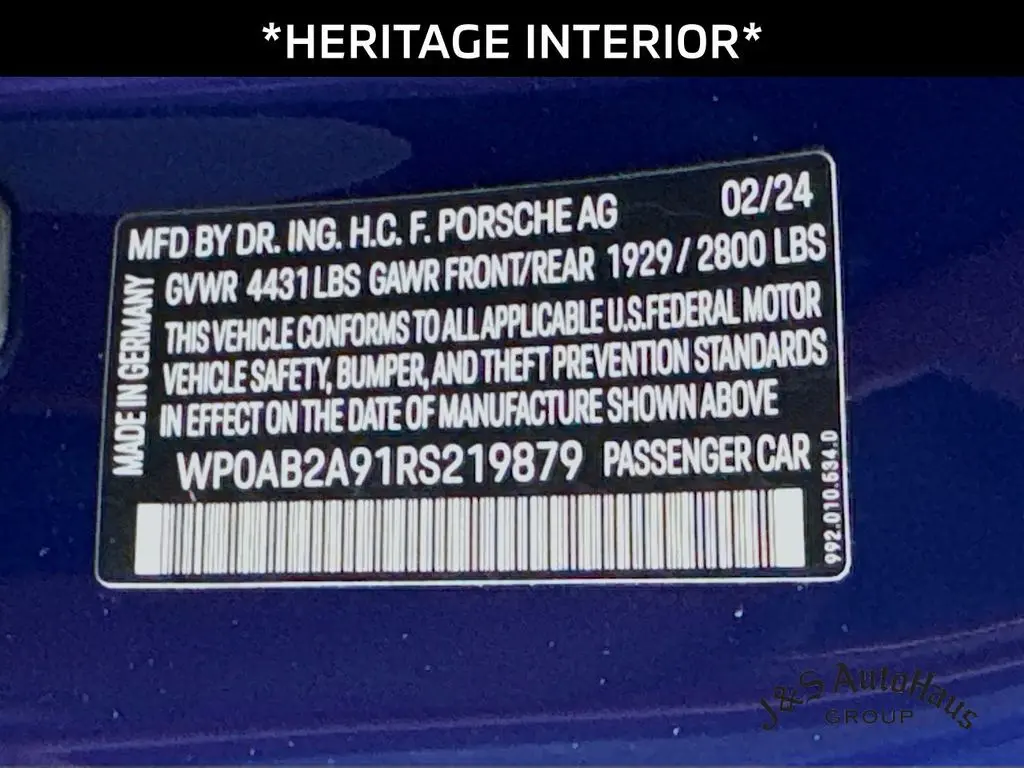 *HERITAGE INTERIOR*
MFD BY DR. ING. H.C. F. PORSCHE AG 02/24
GVWR 4431 LBS GAWR FRONT/REAR 1929 / 2800 LBS
THIS VEHICLE CONFORMS TO ALL APPLICABLE U.S.FEDERAL MOTOR
VEHICLE SAFETY, BUMPER, AND THEFT PREVENTION STANDARDS
IN EFFECT ON THE DATE OF MANUFACTURE SHOWN ABOVE
WP0AB2A91RS219879 PASSENGER CAR
MADE IN GERMANY
992.010.534.0
J&S AutoHaus
GROUP